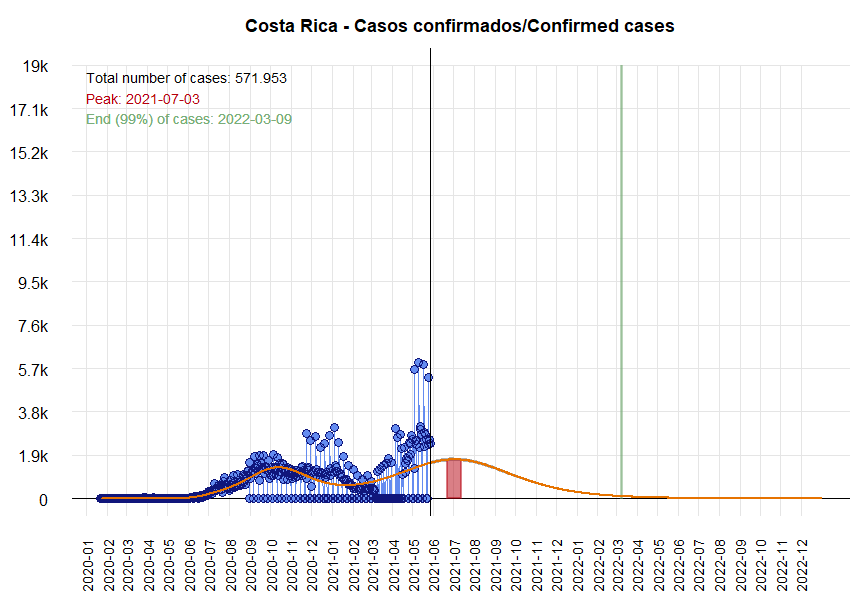 Costa Rica - Casos confirmados/Confirmed cases
19k
Total number of cases: 571.953
Peak: 2021-07-03
17.1k
End (99%) of cases: 2022-03-09
15.2k
13.3k
11.4k
9.5k
7.6k
5.7k
3.8k
1.9k
0
2020-01
2020-02
2020-03
2020-04
2020-05
2020-06
2020-07
2020-08
2020-09
2020-10
2020-11
2020-12
2021-01
2021-02
2021-03
2021-04
2021-05
2021-06
2021-07
2021-08
2021-09
2021-10
2021-11
2021-12
2022-01
2022-02
2022-03
2022-04
2022-05
2022-06
2022-07
2022-08
2022-09
2022-10
2022-11
2022-12